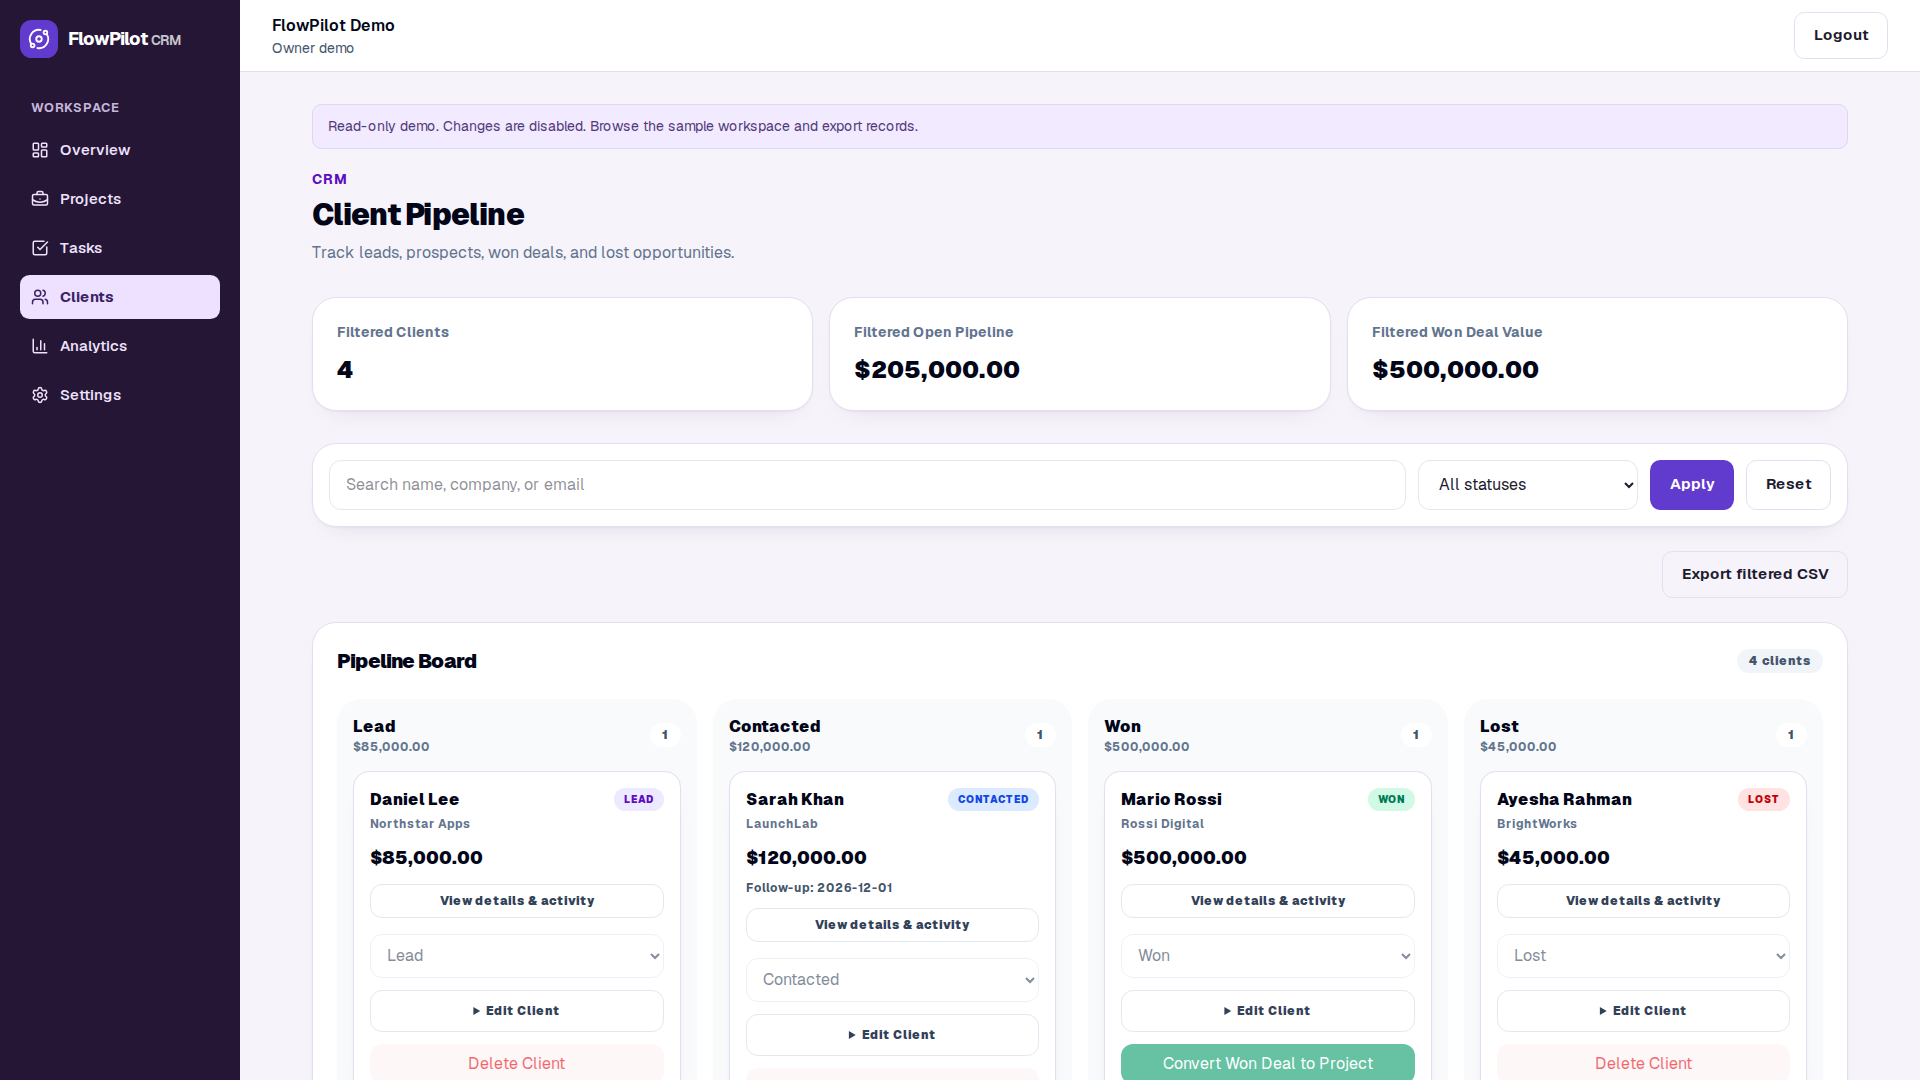 FlowPilot CRM
WORKSPACE
Overview
Projects
Tasks
Clients
Analytics
Settings
FlowPilot Demo
Owner demo
Logout
Read-only demo. Changes are disabled. Browse the sample workspace and export records.
CRM
Client Pipeline
Track leads, prospects, won deals, and lost opportunities.
Filtered Clients
4
Filtered Open Pipeline
$205,000.00
Filtered Won Deal Value
$500,000.00
Search name, company, or email
All statuses
Apply
Reset
Export filtered CSV
Pipeline Board
4 clients
Lead
$85,000.00
1
Daniel Lee
LEAD
Northstar Apps
$85,000.00
View details & activity
Lead
Edit Client
Delete Client
Contacted
$120,000.00
1
Sarah Khan
CONTACTED
LaunchLab
$120,000.00
Follow-up: 2026-12-01
View details & activity
Contacted
Edit Client
Won
$500,000.00
1
Mario Rossi
WON
Rossi Digital
$500,000.00
View details & activity
Won
Edit Client
Convert Won Deal to Project
Lost
$45,000.00
1
Ayesha Rahman
LOST
BrightWorks
$45,000.00
View details & activity
Lost
Edit Client
Delete Client